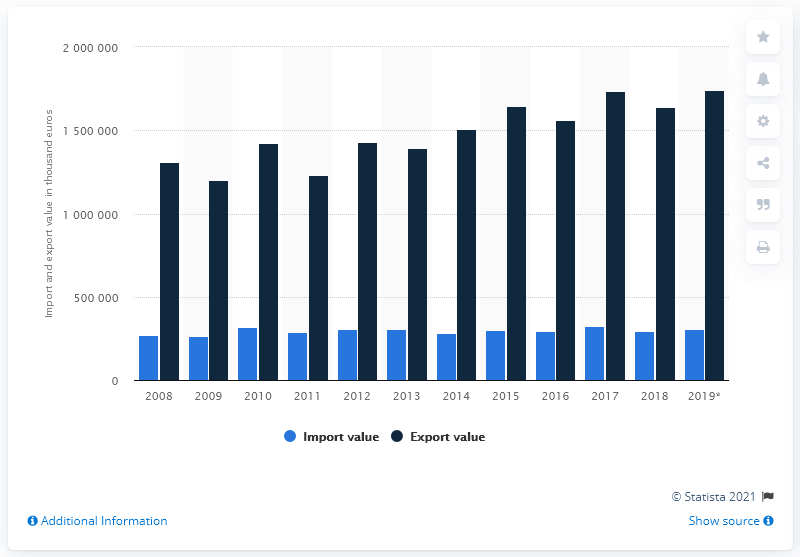 2 000 000
1 500 000
1 000 000
500 000
0
Import and export value in thousand euros
2008 2009 2010 2011 2012 2013 2014 2015 2016 2017 2018 2019*
Import value Export value
© Statista 2021
Additional Information Show source